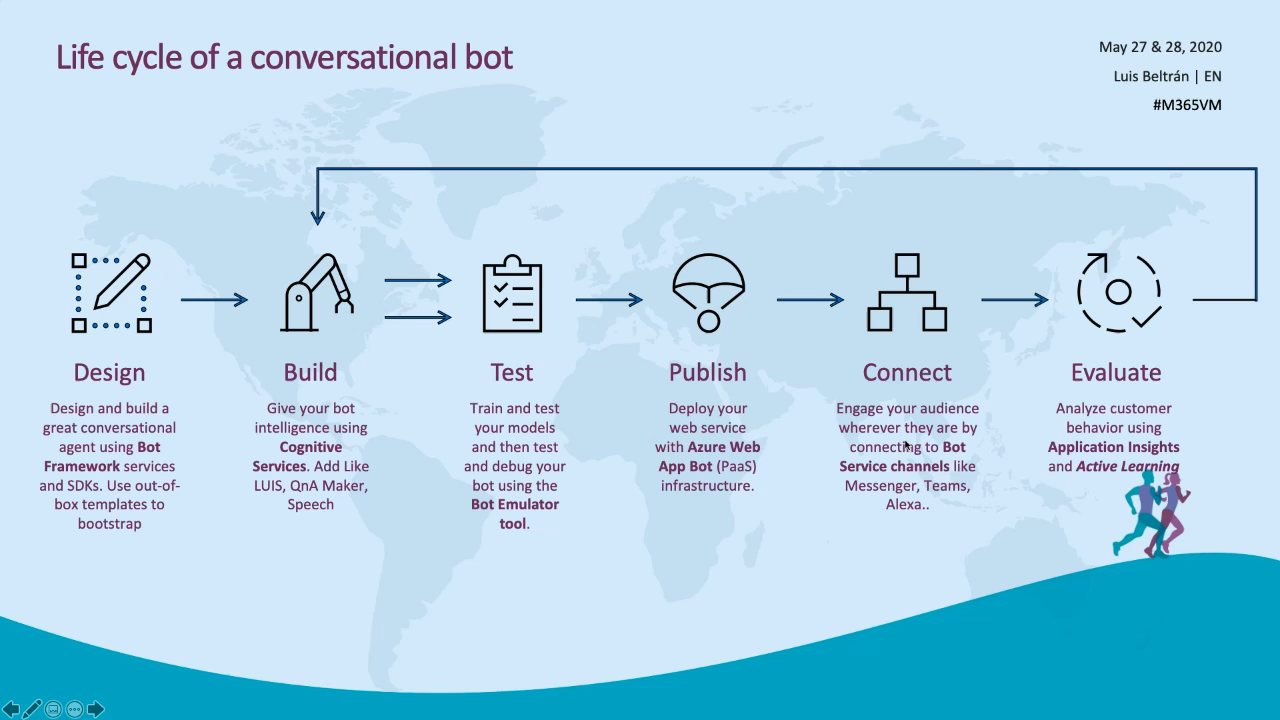 Life cycle of a conversational bot
May 27 & 28, 2020
Luis Beltrán | EN
#M365VM
Design
Design and build a
great conversational
agent using Bot
Framework services
and SDKs. Use out-of-
box templates to
bootstrap
Build
Give your bot
intelligence using
Cognitive
Services. Add Like
LUIS, QnA Maker,
Speech
Test
Train and test
your models
and then test
and debug your
bot using the
Bot Emulator
tool.
Publish
Deploy your
web service
with Azure Web
App Bot (PaaS)
infrastructure.
Connect
Engage your audience
wherever they are by
connecting to Bot
Service channels like
Messenger, Teams,
Alexa..
Evaluate
Analyze customer
behavior using
Application Insights
and Active Learning